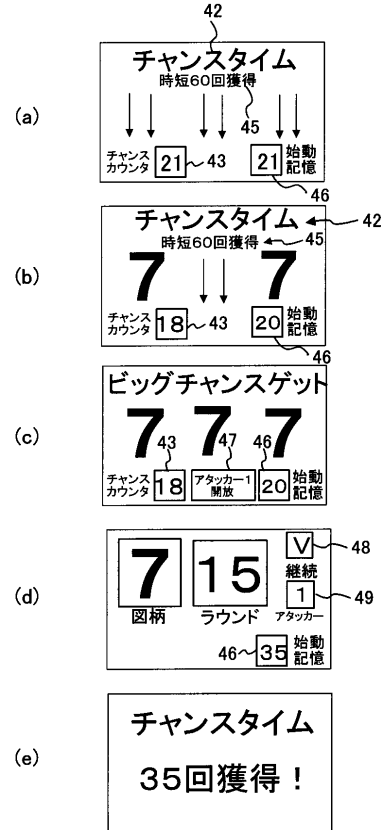 42
(a)
チャンスタイム
時短60回獲得
45
チャンス
カウンタ 21 43 21 始動
記憶
46
(b)
チャンスタイム 42
時短60回獲得 45
7 7
チャンス
カウンタ 18 43 20 始動
記憶
46
(c)
ビッグチャンスゲット
7 7 7
43 47 46
チャンス
カウンタ 18 アタッカー1
開放 20 始動
記憶
(d)
7 15 V 48
継続
1 49
図柄 ラウンド アタッカー
46 35 始動
記憶
(e)
チャンスタイム
35回獲得！